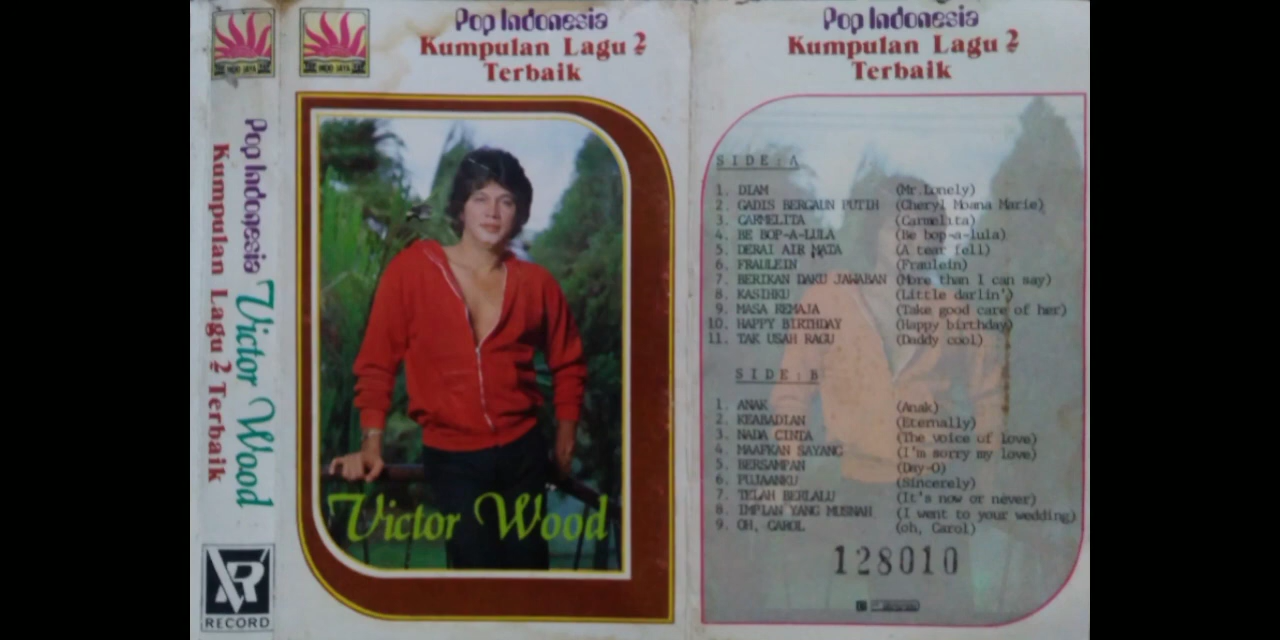 INDO JAYA
Pop Indonesia
Kumpulan Lagu 2 Terbaik
Victor Wood
VR
RECORD
INDO JAYA
Pop Indonesia
Kumpulan Lagu 2
Terbaik
Victor Wood
Pop Indonesia
Kumpulan Lagu 2
Terbaik
SIDE : A
1. DIAM (Mr. Lonely)
2. GADIS BERGAUN PUTIH (Cheryl Moana Marie)
3. CARMELITA (Carmelita)
4. BE BOP-A-LULA (Be bop-a-lula)
5. DERAI AIR MATA (A tear fell)
6. FRAULEIN (Fraulein)
7. BERIKAN DAKU JAWABAN (More than I can say)
8. KASIHKU (Little darlin')
9. MASA REMAJA (Take good care of her)
10. HAPPY BIRTHDAY (Happy birthday)
11. TAK USAH RAGU (Daddy cool)
SIDE : B
1. ANAK (Anak)
2. KEABADIAN (Eternally)
3. NADA CINTA (The voice of love)
4. MAAFKAN SAYANG (I'm sorry my love)
5. BERSAMPAN (Day-O)
6. PUJAANKU (Sincerely)
7. TELAH BERLALU (It's now or never)
8. IMPIAN YANG MUSNAH (I went to your wedding)
9. OH, CAROL (oh, Carol)
128010